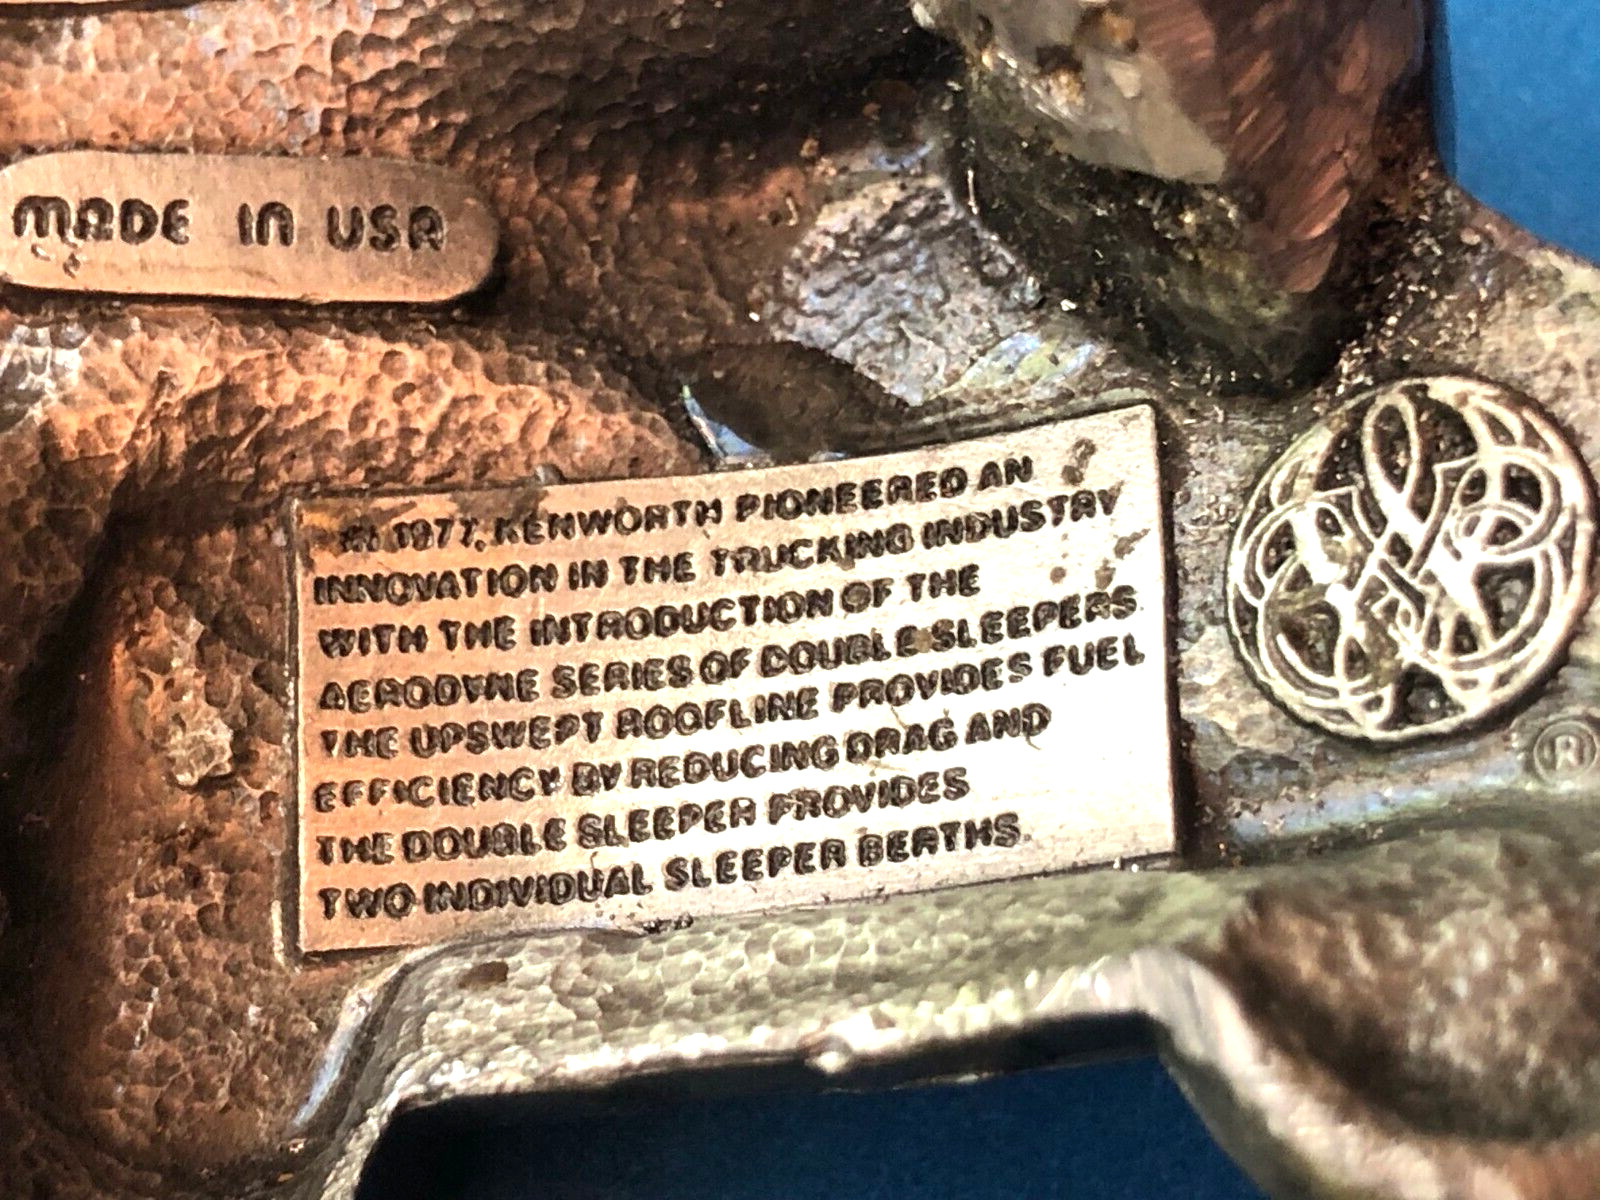 MADE IN USA
IN 1977, KENWORTH PIONEERED AN
INNOVATION IN THE TRUCKING INDUSTRY
WITH THE INTRODUCTION OF THE
AERODYNE SERIES OF DOUBLE SLEEPERS
THE UPSWEPT ROOFLINE PROVIDES FUEL
EFFICIENCY BY REDUCING DRAG AND
THE DOUBLE SLEEPER PROVIDES
TWO INDIVIDUAL SLEEPER BERTHS.
®